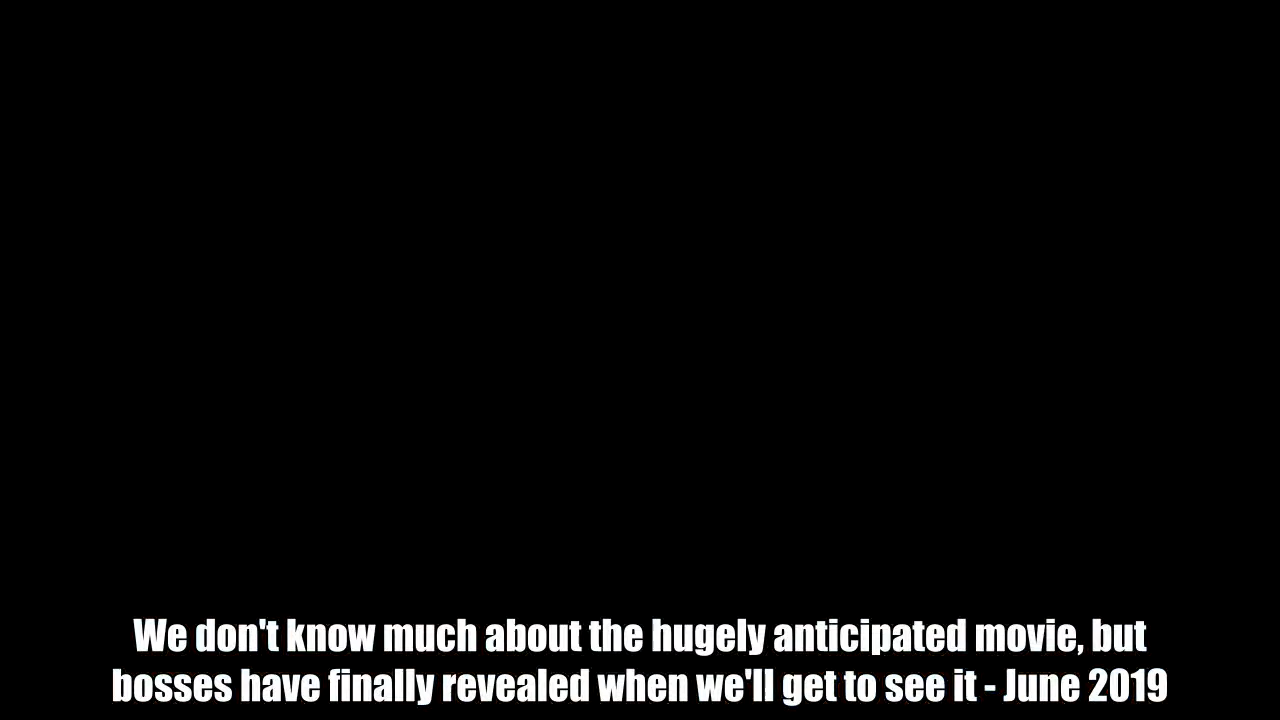 We don't know much about the hugely anticipated movie, but
bosses have finally revealed when we'll get to see it - June 2019